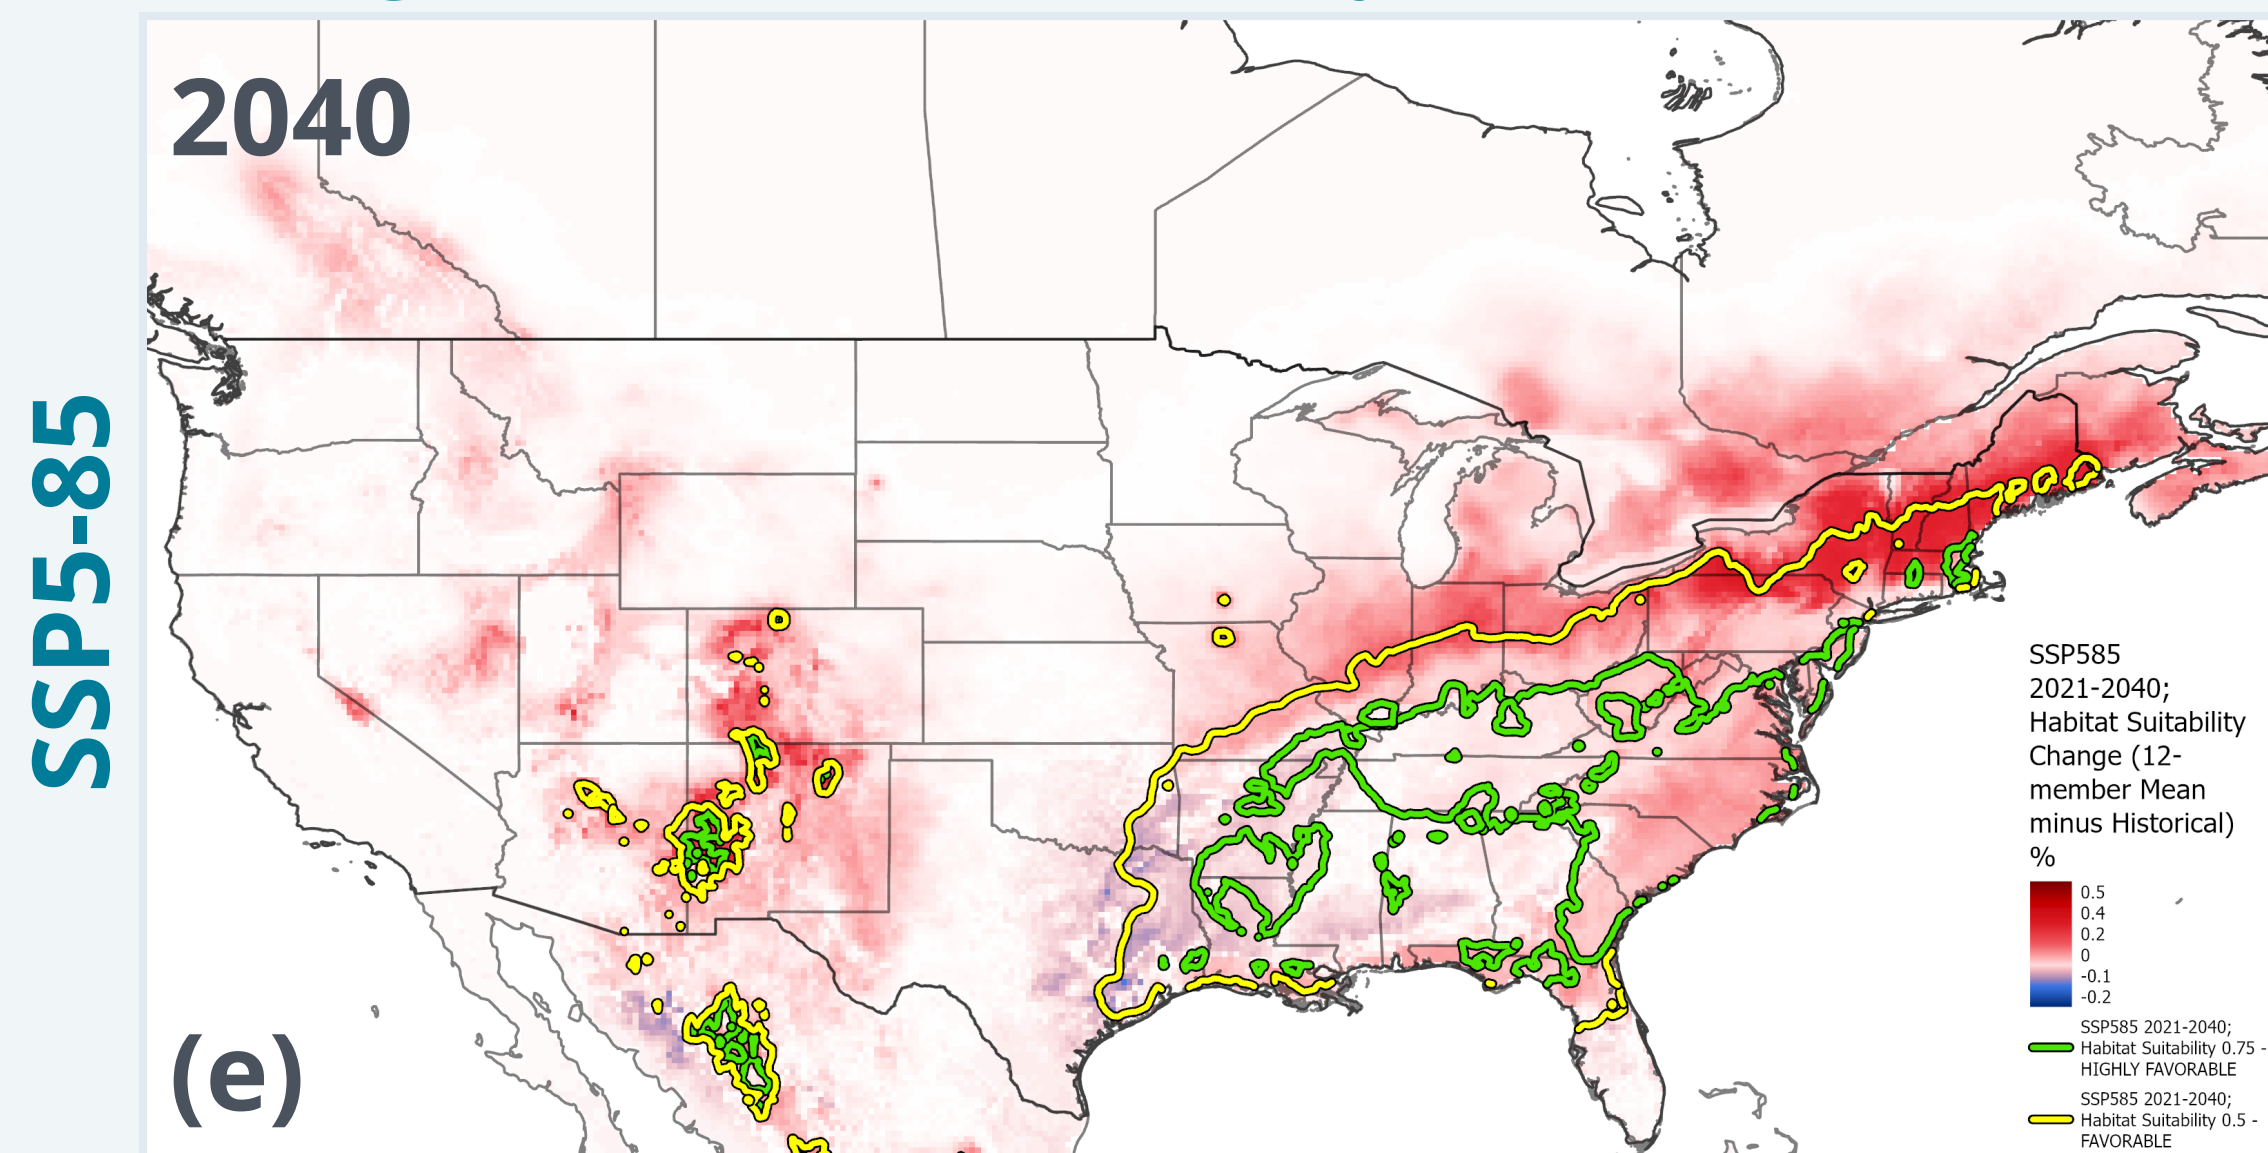 2040
SSP5-85
(e)
SSP585
2021-2040;
Habitat Suitability
Change (12-
member Mean
minus Historical)
%
0.5
0.4
0.2
0
-0.1
-0.2
SSP585 2021-2040;
Habitat Suitability 0.75 -
HIGHLY FAVORABLE
SSP585 2021-2040;
Habitat Suitability 0.5 -
FAVORABLE